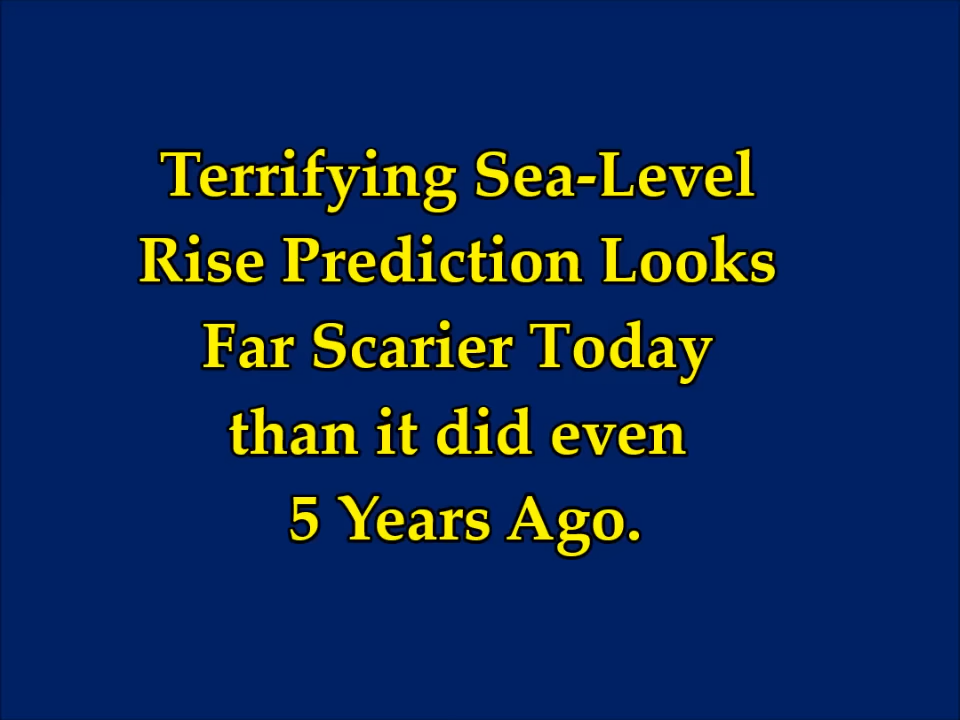 Terrifying Sea-Level
Rise Prediction Looks
Far Scarier Today
than it did even
5 Years Ago.